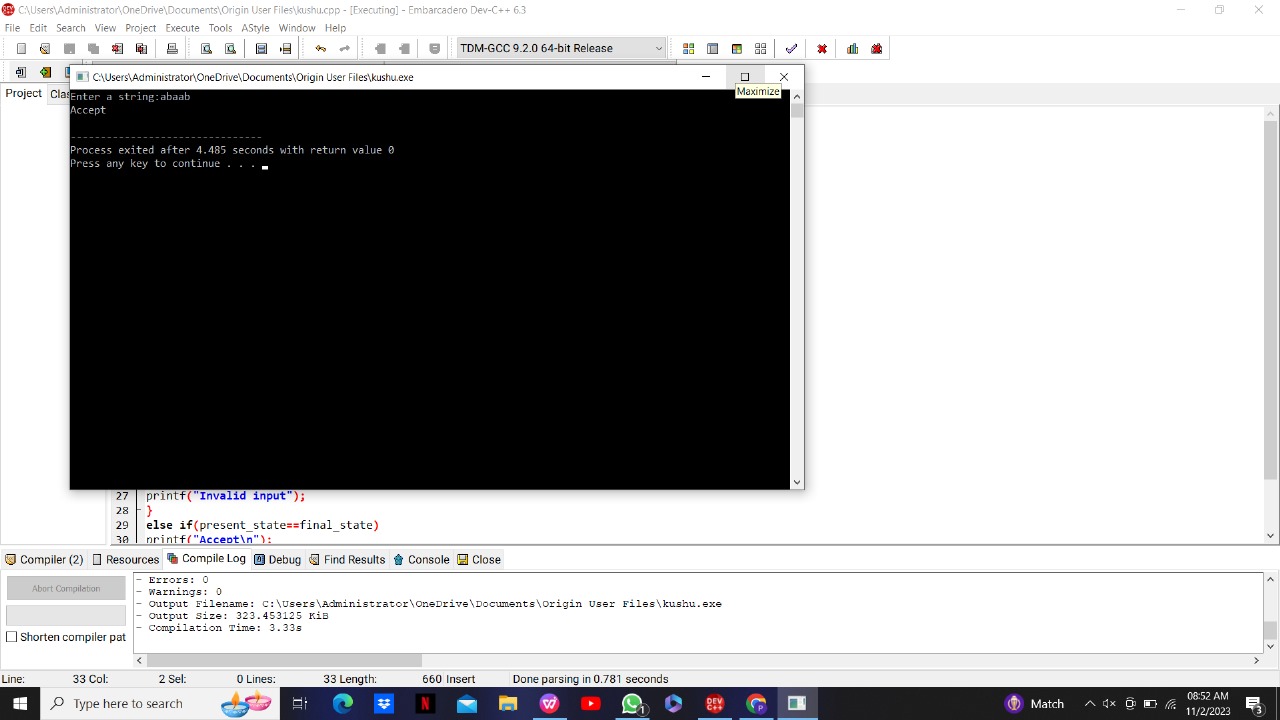 C:\Users\Administrator\OneDrive\Documents\Origin User Files\kushu.cpp - [Executing] - Embarcadero Dev-C++ 6.3
File Edit Search View Project Execute Tools AStyle Window Help
TDM-GCC 9.2.0 64-bit Release
C:\Users\Administrator\OneDrive\Documents\Origin User Files\kushu.exe
Maximize
Project Clas
Enter a string:abaab
Accept
--------------------------------
Process exited after 4.485 seconds with return value 0
Press any key to continue . . .
27 printf("Invalid input");
28 }
29 else if(present_state==final_state)
30 printf("Accept\n");
Compiler (2) Resources Compile Log Debug Find Results Console Close
Abort Compilation
Shorten compiler pat
- Errors: 0
- Warnings: 0
- Output Filename: C:\Users\Administrator\OneDrive\Documents\Origin User Files\kushu.exe
- Output Size: 323.453125 KiB
- Compilation Time: 3.33s
Line: 33 Col: 2 Sel: 0 Lines: 33 Length: 660 Insert Done parsing in 0.781 seconds
Type here to search
1
DEV C++
Match
08:52 AM
11/2/2023
3